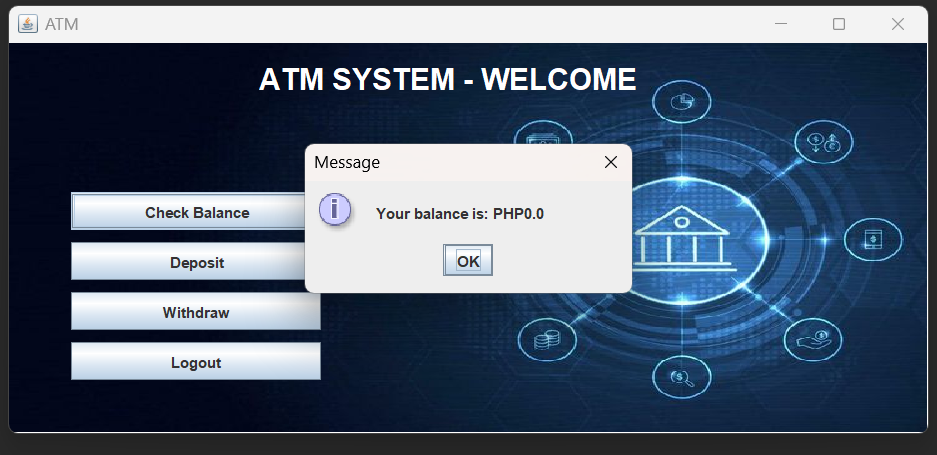 ATM
ATM SYSTEM - WELCOME
Message
Your balance is: PHP0.0
OK
Check Balance
Deposit
Withdraw
Logout